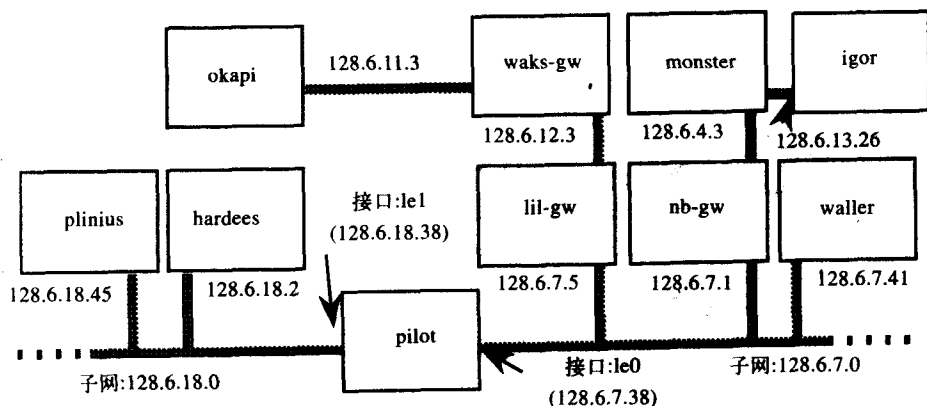 okapi
128.6.11.3
waks-gw
monster
igor
128.6.12.3
128.6.4.3
128.6.13.26
plinius
hardees
接口:le1
(128.6.18.38)
lil-gw
nb-gw
waller
128.6.18.45
128.6.18.2
128.6.7.5
128.6.7.1
128.6.7.41
pilot
子网:128.6.18.0
接口:le0
(128.6.7.38)
子网:128.6.7.0